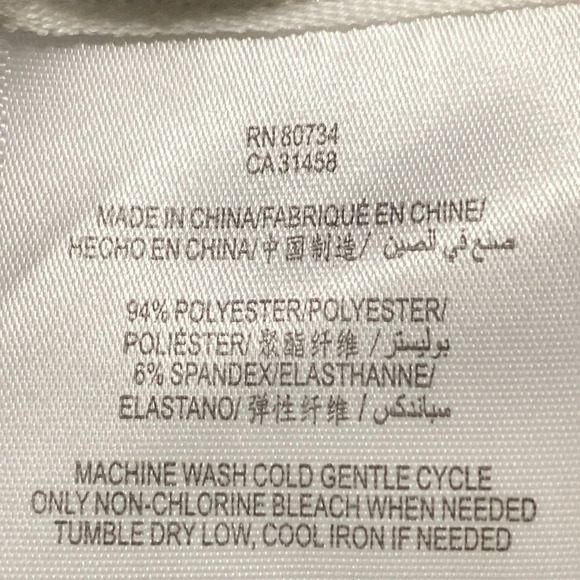 RN 80734
CA 31458
MADE IN CHINA/FABRIQUÉ EN CHINE/
HECHO EN CHINA/中国制造/ صنع في الصين
94% POLYESTER/POLYESTER/
POLIÉSTER/ 聚酯纤维 / بوليستر
6% SPANDEX/ELASTHANNE/
ELASTANO/ 弹性纤维 / سباندكس
MACHINE WASH COLD GENTLE CYCLE
ONLY NON-CHLORINE BLEACH WHEN NEEDED
TUMBLE DRY LOW, COOL IRON IF NEEDED